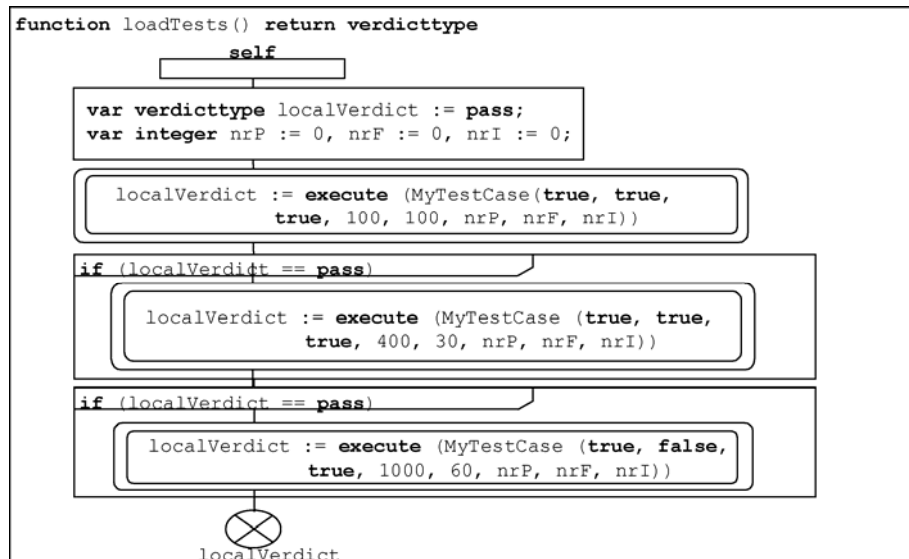 function loadTests() return verdicttype
self
var verdicttype localVerdict := pass;
var integer nrP := 0, nrF := 0, nrI := 0;
localVerdict := execute (MyTestCase(true, true,
true, 100, 100, nrP, nrF, nrI))
if (localVerdict == pass)
localVerdict := execute (MyTestCase (true, true,
true, 400, 30, nrP, nrF, nrI))
if (localVerdict == pass)
localVerdict := execute (MyTestCase (true, false,
true, 1000, 60, nrP, nrF, nrI))
localVerdict